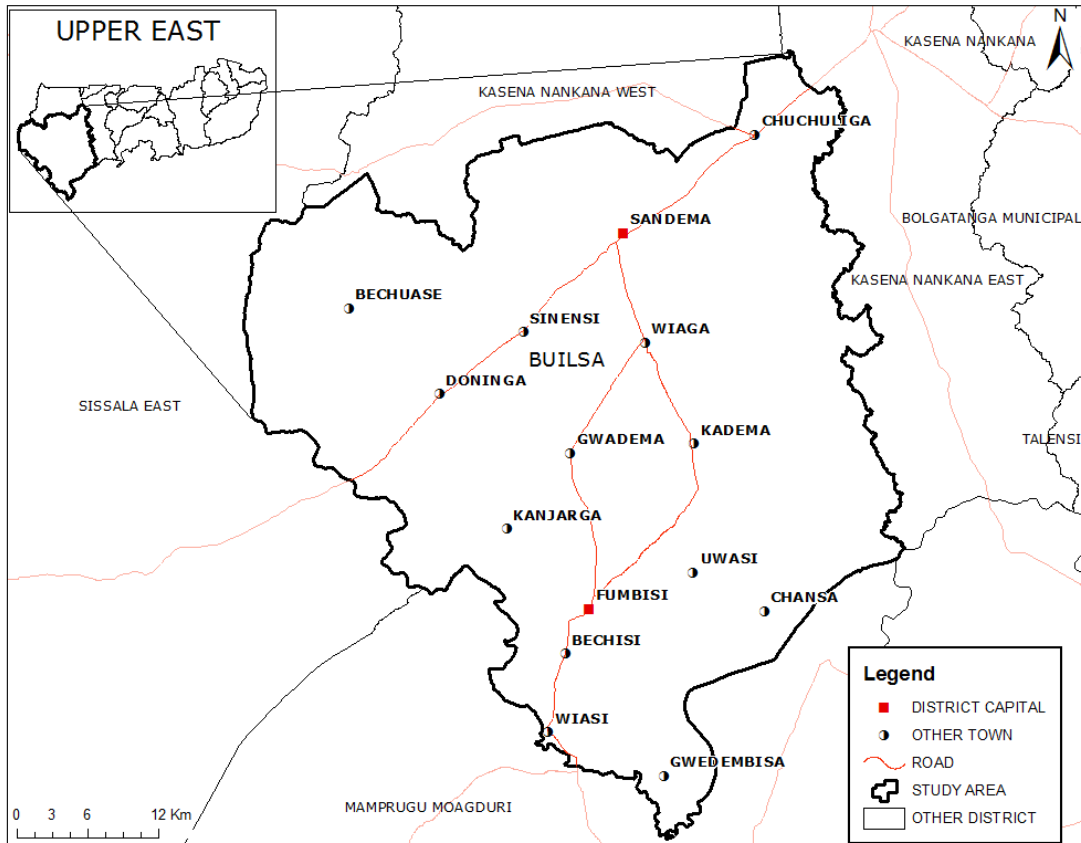 UPPER EAST
N
KASENA NANKANA
KASENA NANKANA WEST
CHUCHULIGA
SANDEMA
BOLGATANGA MUNICIPAL
KASENA NANKANA EAST
BECHUASE
SINENSI
WIAGA
BUILSA
DONINGA
SISSALA EAST
GWADEMA
KADEMA
TALENSI
KANJARGA
UWASI
FUMBISI
CHANSA
BECHISI
WIASI
GWEDEMBISA
MAMPRUGU MOAGDURI
0 3 6 12 Km
Legend
DISTRICT CAPITAL
OTHER TOWN
ROAD
STUDY AREA
OTHER DISTRICT